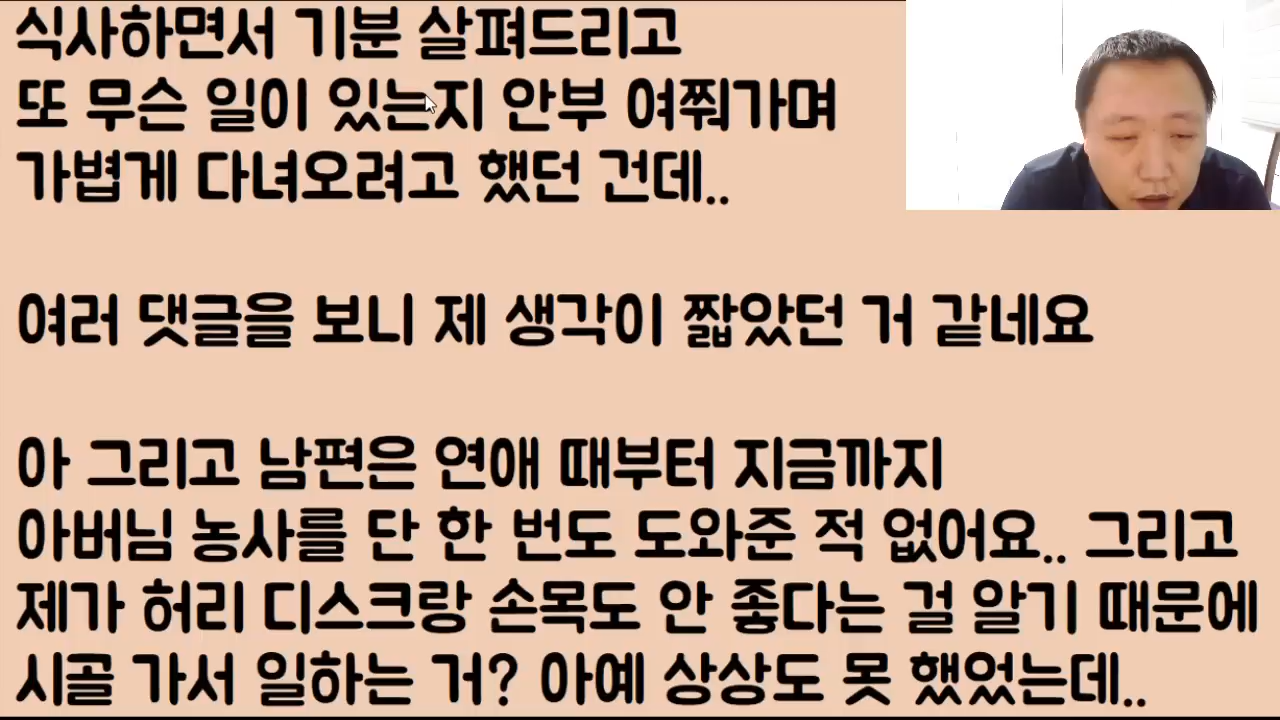 식사하면서 기분 살펴드리고
또 무슨 일이 있는지 안부 여쭤가며
가볍게 다녀오려고 했던 건데..
여러 댓글을 보니 제 생각이 짧았던 거 같네요
아 그리고 남편은 연애 때부터 지금까지
아버님 농사를 단 한 번도 도와준 적 없어요.. 그리고
제가 허리 디스크랑 손목도 안 좋다는 걸 알기 때문에
시골 가서 일하는 거? 아예 상상도 못 했었는데..